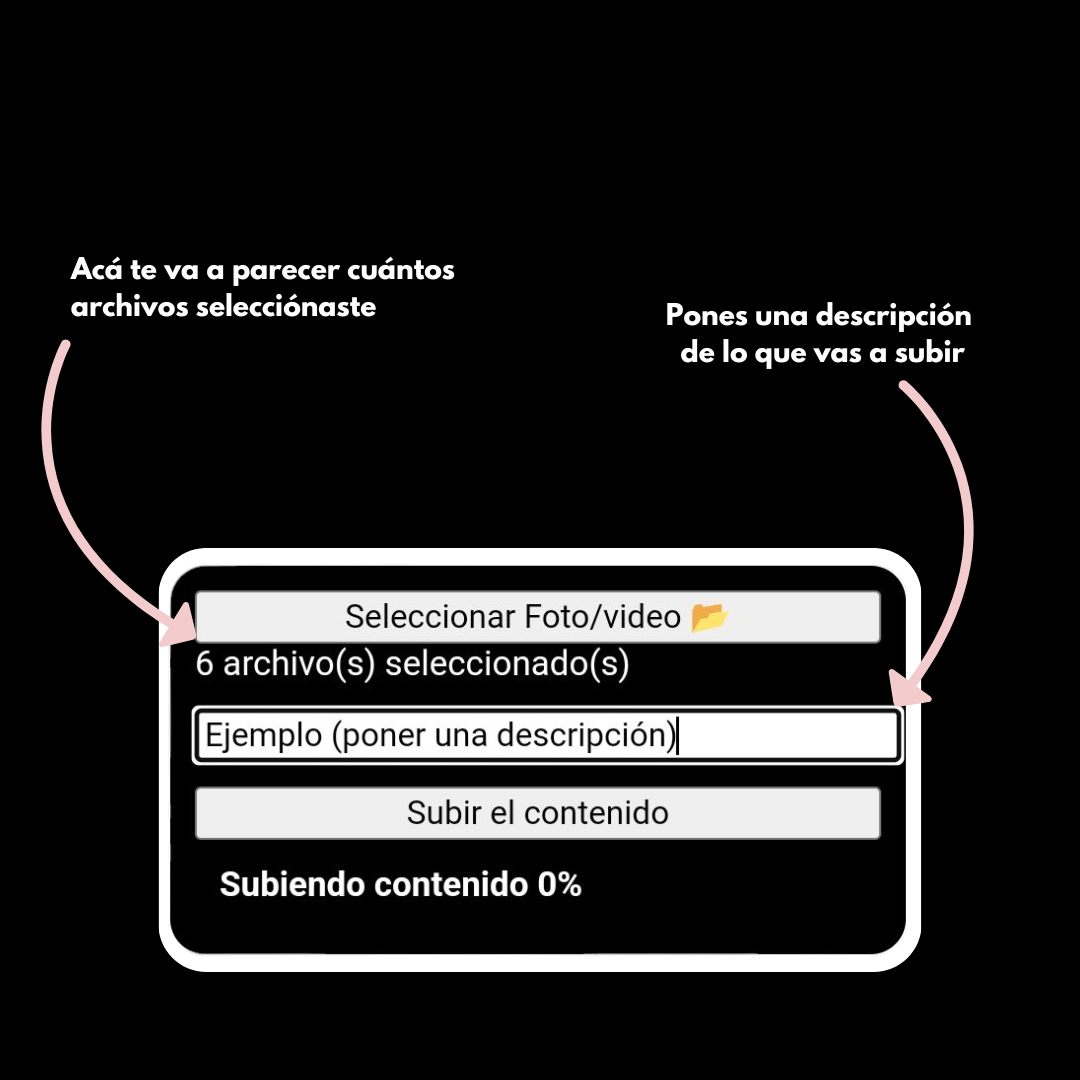 Acá te va a parecer cuántos
archivos selecciónaste
Pones una descripción
de lo que vas a subir
Seleccionar Foto/video 📂
6 archivo(s) seleccionado(s)
Ejemplo (poner una descripción)
Subir el contenido
Subiendo contenido 0%